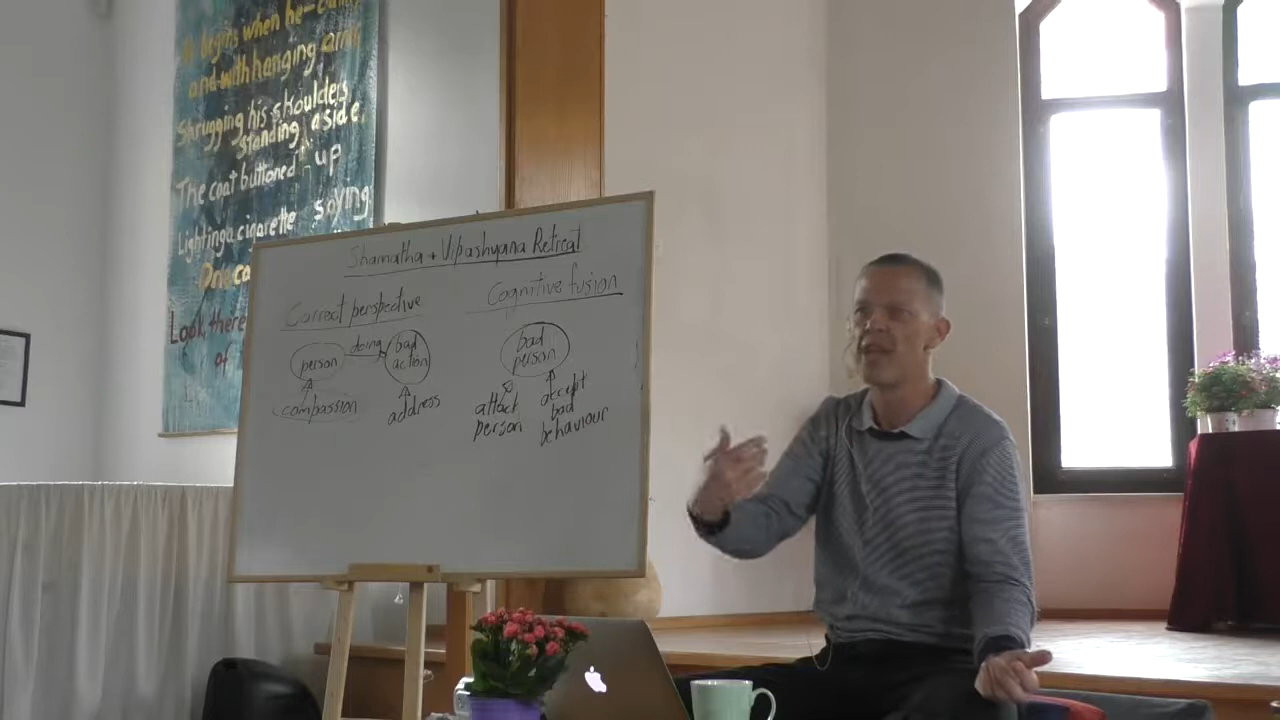 It begins when he
and with hanging arms
Shrugging his shoulders
standing aside
The coat buttoned-up
Lighting a cigarette saying
Look there
of
Shamatha + Vipashyana Retreat
Correct perspective
person doing bad action
compassion
address
Cognitive fusion
bad
person
attack
person
accept
bad
behaviour